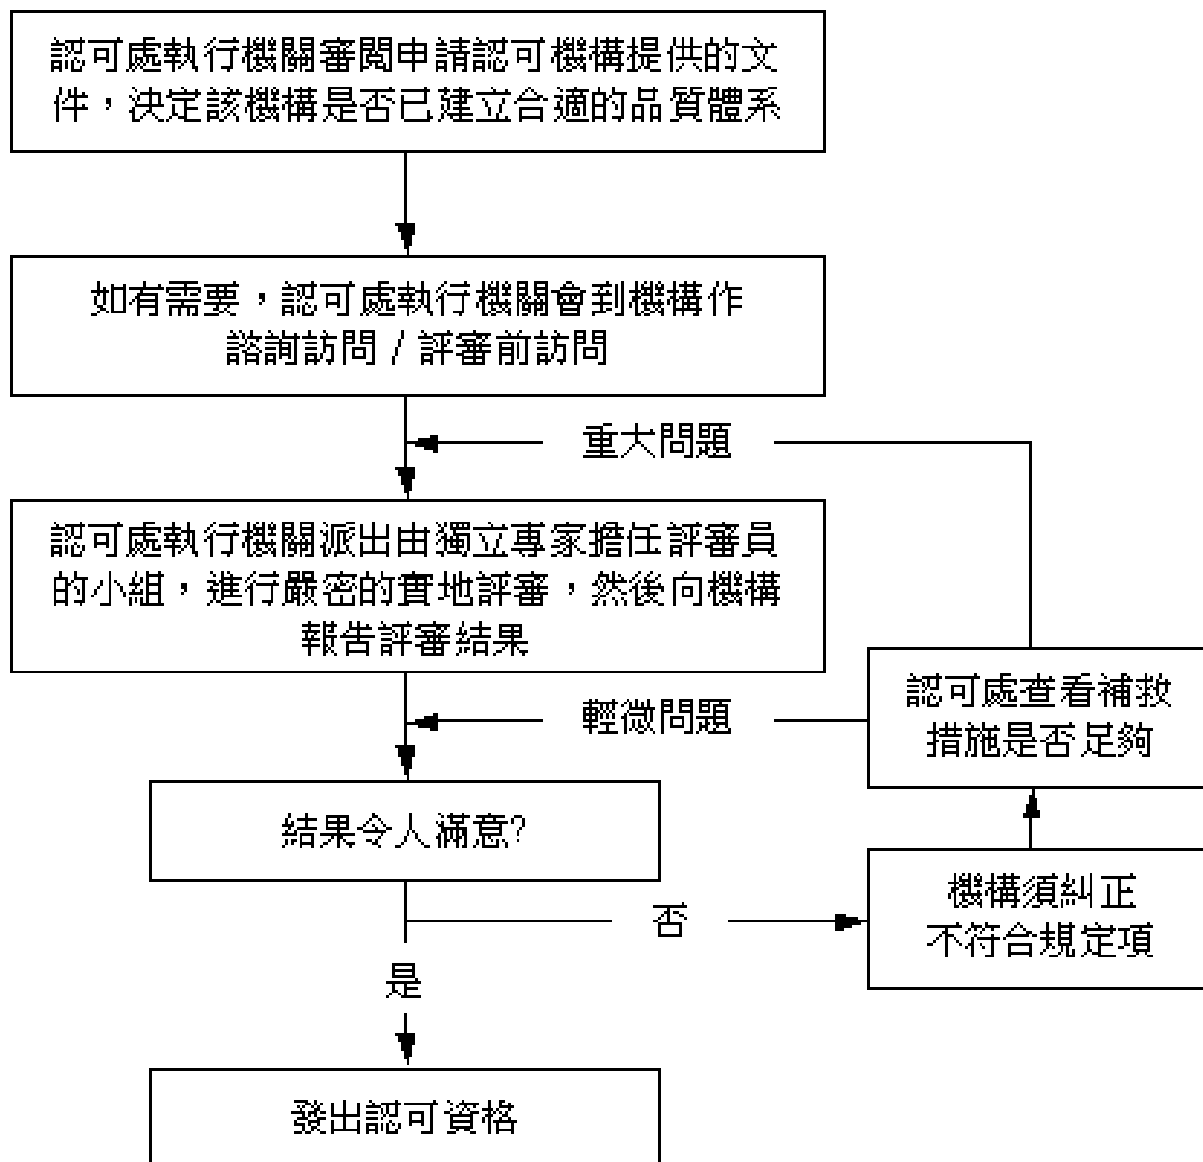 認可處執行機關審閱申請認可機構提供的文
件，決定該機構是否已建立合適的品質體系
如有需要，認可處執行機關會到機構作
諮詢訪問 / 評審前訪問
重大問題
認可處執行機關派出由獨立專家擔任評審員
的小組，進行嚴密的實地評審，然後向機構
報告評審結果
認可處查看補救
措施是否足夠
輕微問題
結果令人滿意?
機構須糾正
不符合規定項
否
是
發出認可資格